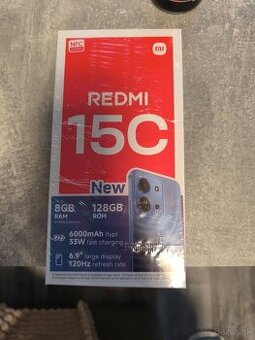 NFC
mi
REDMI
15C
New
8GB 128GB
RAM ROM
6000mAh (typ)
33W fast charging
6.9" large display
120Hz refresh rate